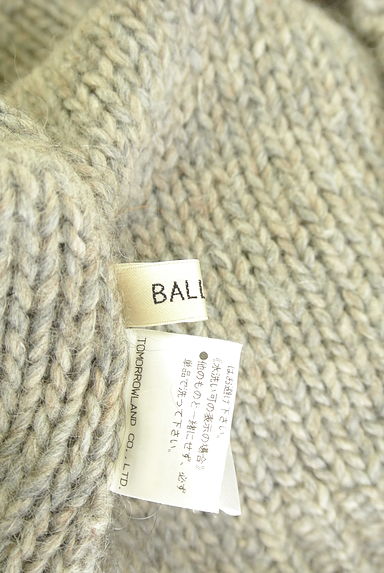 BALL
はお避け下さい。
《水洗い可の表示の場合》
●他のものと一緒にせず、必ず
単品で洗って下さい。
TOMORROWLAND CO., LTD.